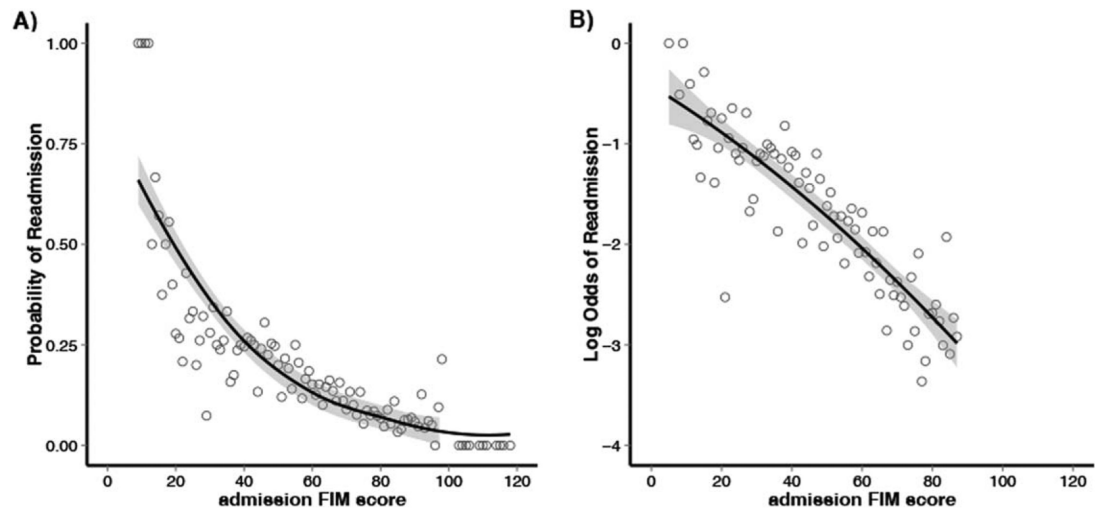 A)
Probability of Readmission
1.00
0.75
0.50
0.25
0.00
0 20 40 60 80 100 120
admission FIM score
B)
Log Odds of Readmission
0
−1
−2
−3
−4
0 20 40 60 80 100 120
admission FIM score